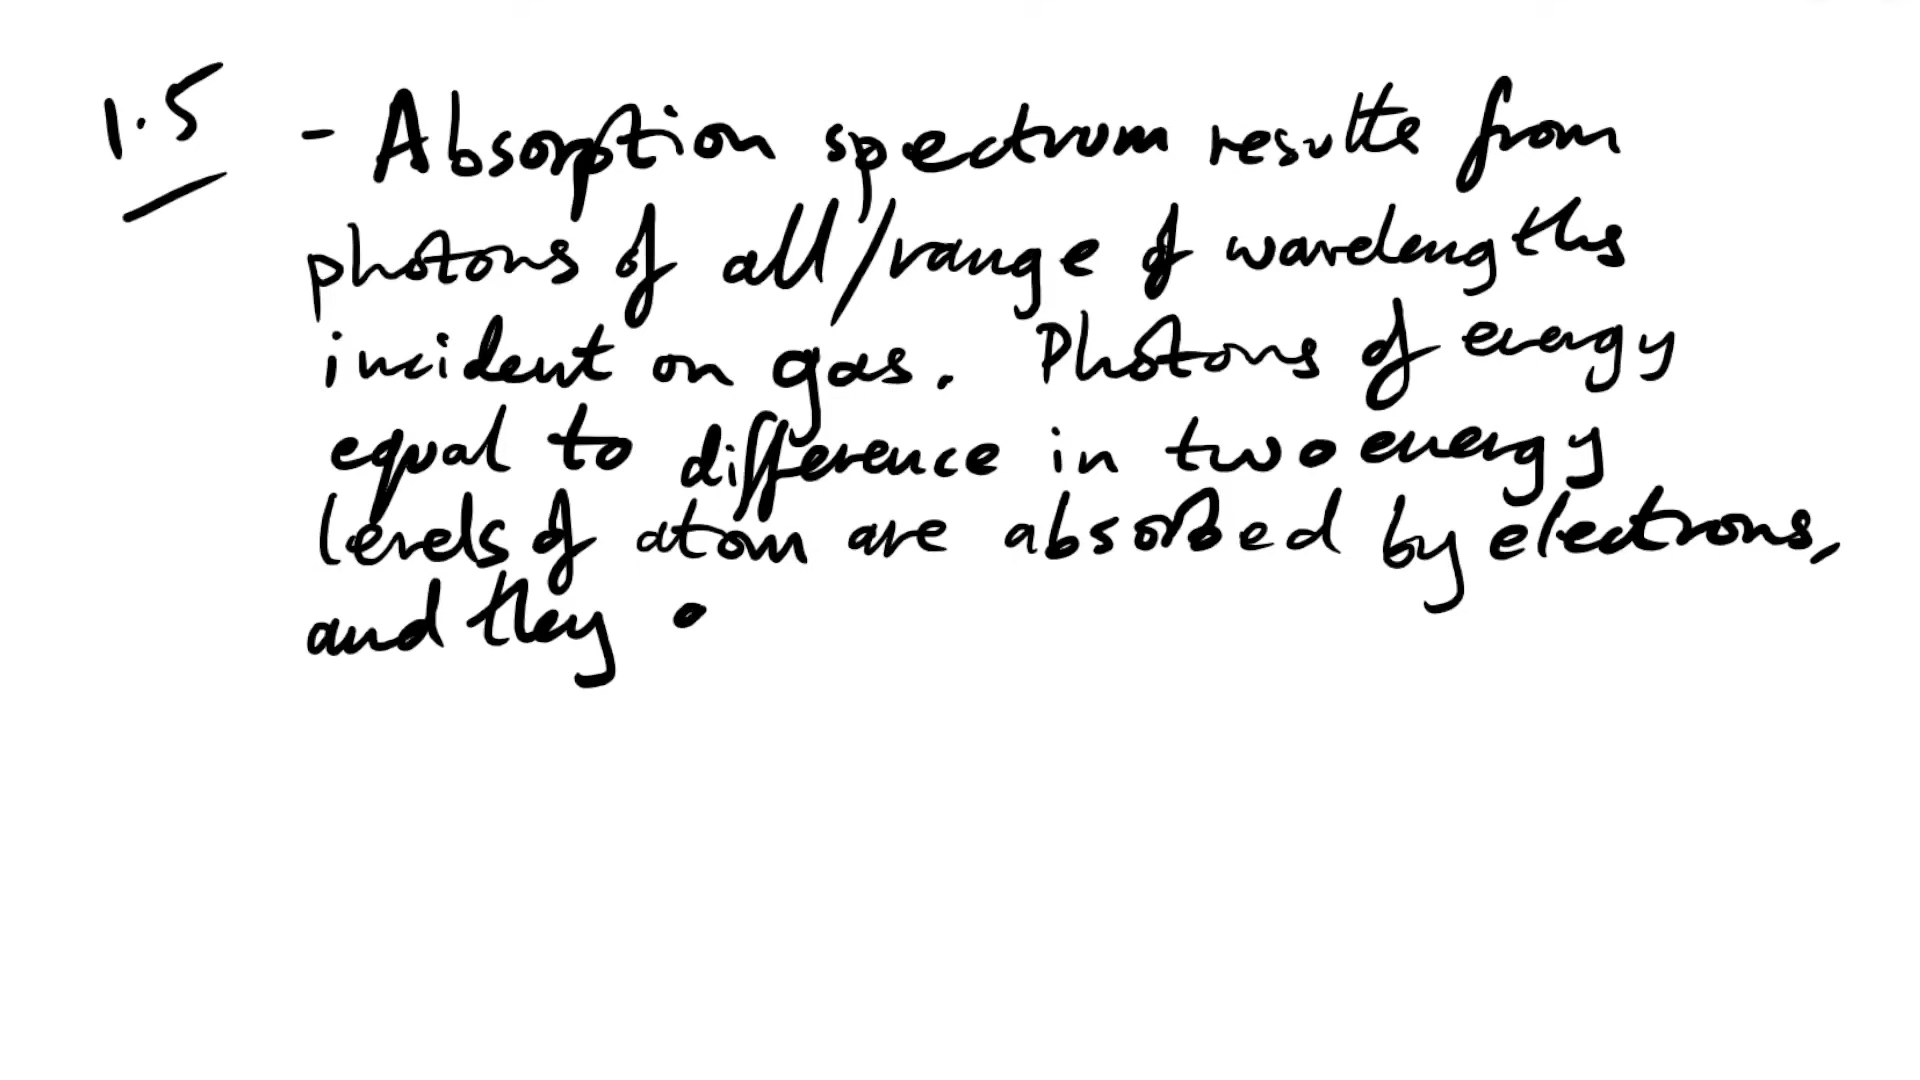 1.5 - Absorption spectrum results from
photons of all/range of wavelengths
incident on gas. Photons of energy
equal to difference in two energy
levels of atom are absorbed by electrons,
and they